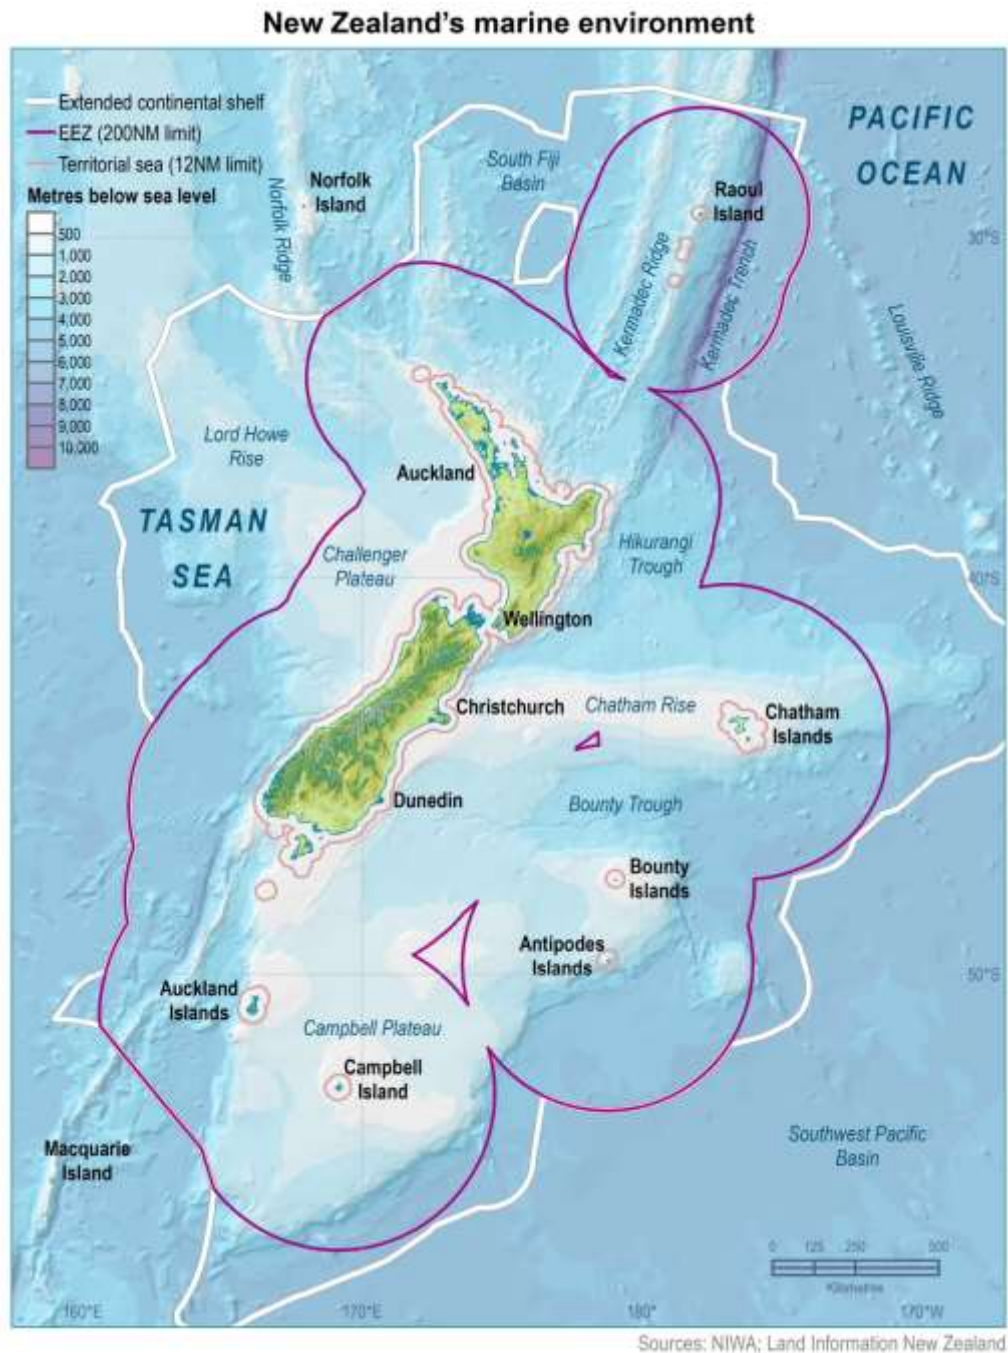 New Zealand's marine environment
Extended continental shelf
EEZ (200NM limit)
Territorial sea (12NM limit)
Metres below sea level
500
1,000
2,000
3,000
4,000
5,000
6,000
7,000
8,000
9,000
10,000
Norfolk
Island
Norfolk Ridge
South Fiji
Basin
PACIFIC
OCEAN
Raoul
Island
30°S
Kermadec Ridge
Kermadec Trench
Louisville Ridge
Lord Howe
Rise
Auckland
TASMAN
SEA
Challenger
Plateau
Hikurangi
Trough
40°S
Wellington
Christchurch
Chatham Rise
Chatham
Islands
Dunedin
Bounty Trough
Bounty
Islands
Antipodes
Islands
50°S
Auckland
Islands
Campbell Plateau
Campbell
Island
Macquarie
Island
Southwest Pacific
Basin
0 125 250 500
Kilometres
160°E
170°E
180°
170°W
Sources: NIWA; Land Information New Zealand